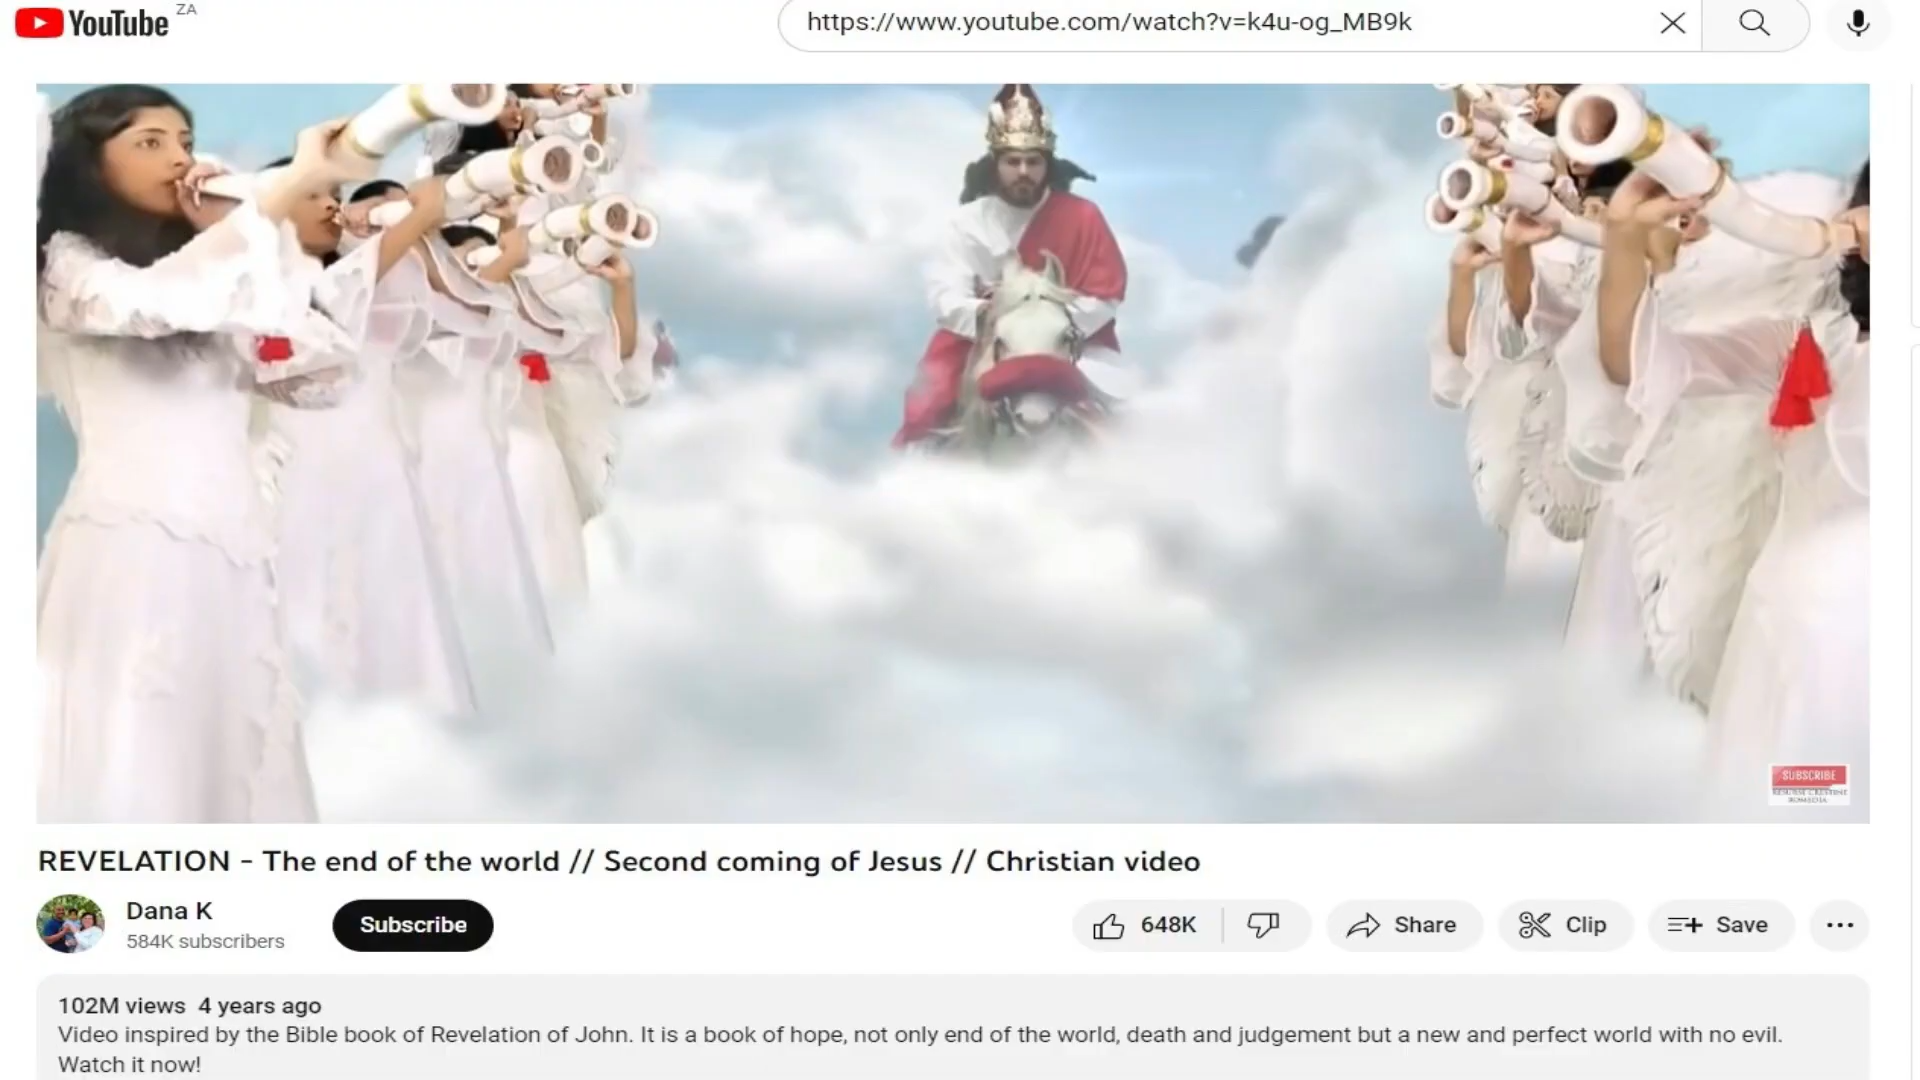 YouTube ZA
https://www.youtube.com/watch?v=k4u-og_MB9k
SUBSCRIBE
REVELATION - The end of the world // Second coming of Jesus // Christian video
Dana K
584K subscribers
Subscribe
648K
Share
Clip
Save
102M views 4 years ago
Video inspired by the Bible book of Revelation of John. It is a book of hope, not only end of the world, death and judgement but a new and perfect world with no evil.
Watch it now!